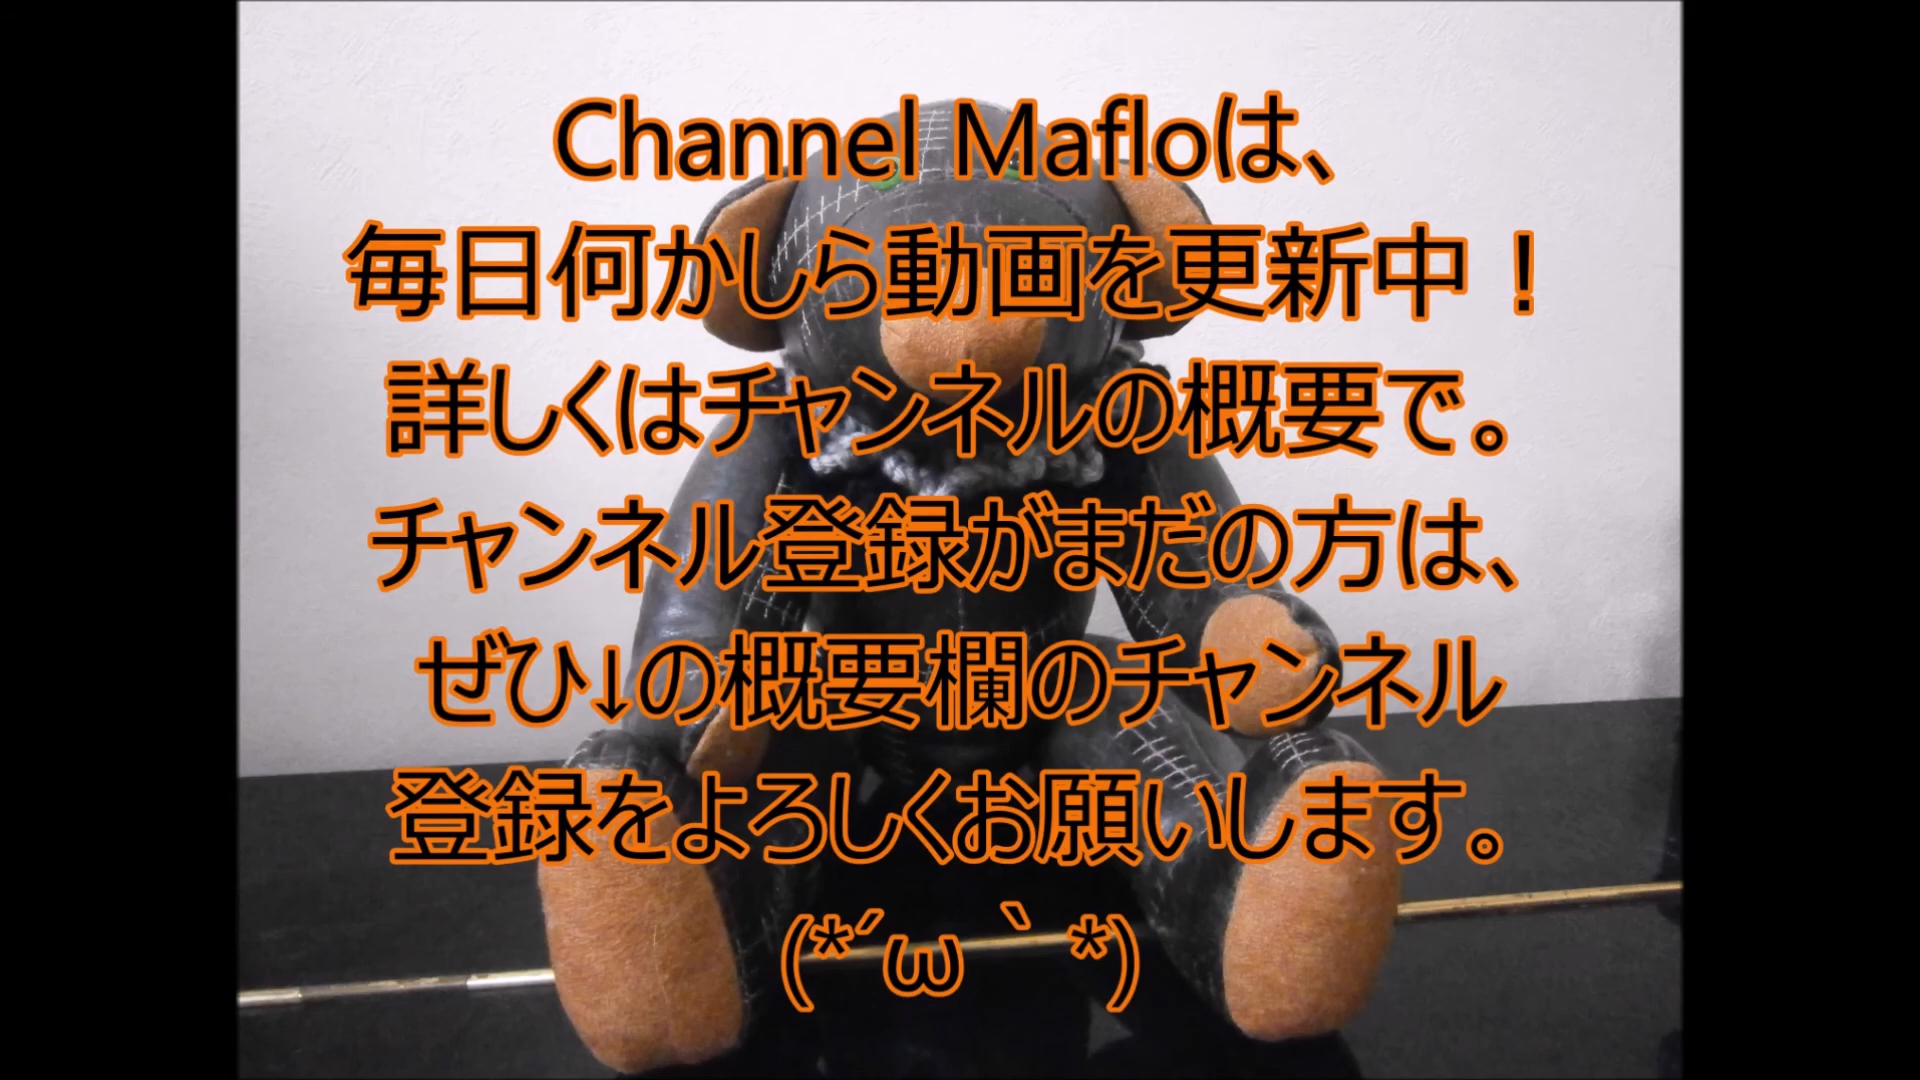 Channel Mafloは、
毎日何かしら動画を更新中！
詳しくはチャンネルの概要で。
チャンネル登録がまだの方は、
ぜひ↓の概要欄のチャンネル
登録をよろしくお願いします。
(*´ω｀*)